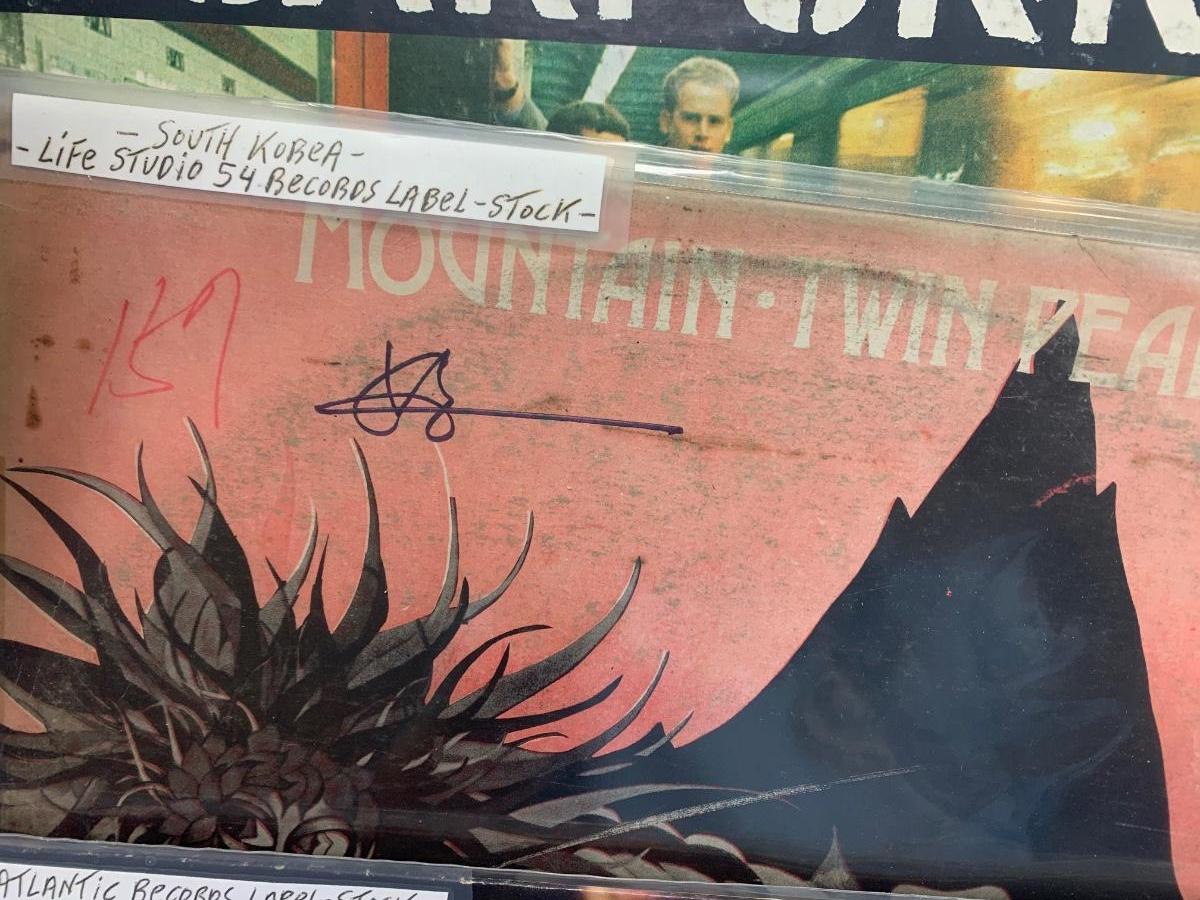 - SOUTH KOREA -
- LIFE STUDIO 54 RECORDS LABEL - STOCK -
MOUNTAIN · TWIN PEA
ATLANTIC RECORDS LABEL - STOCK